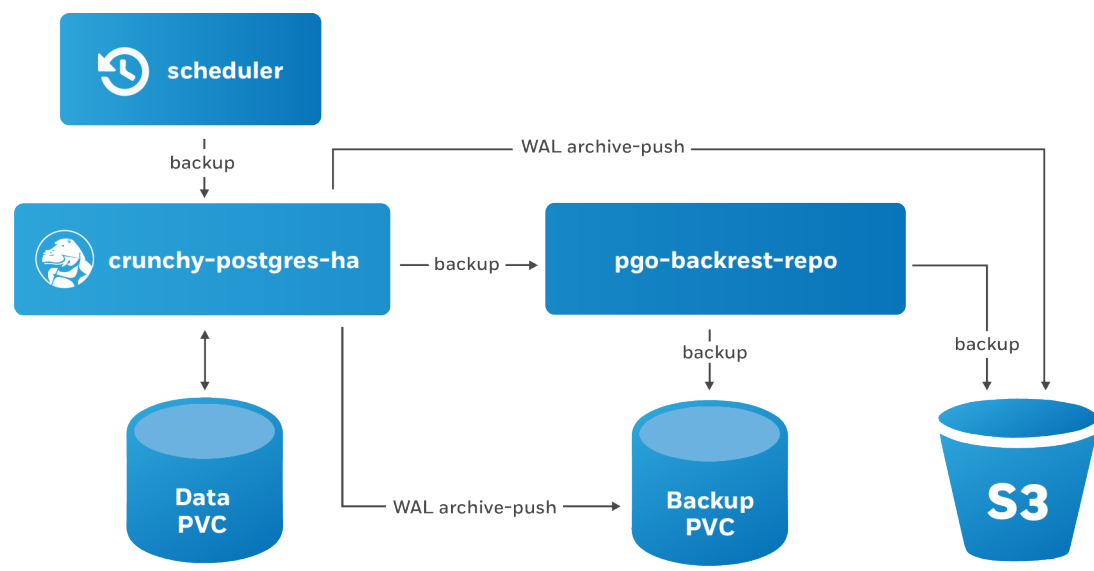 scheduler
backup
WAL archive-push
crunchy-postgres-ha
backup
pgo-backrest-repo
backup
backup
Data
PVC
WAL archive-push
Backup
PVC
S3